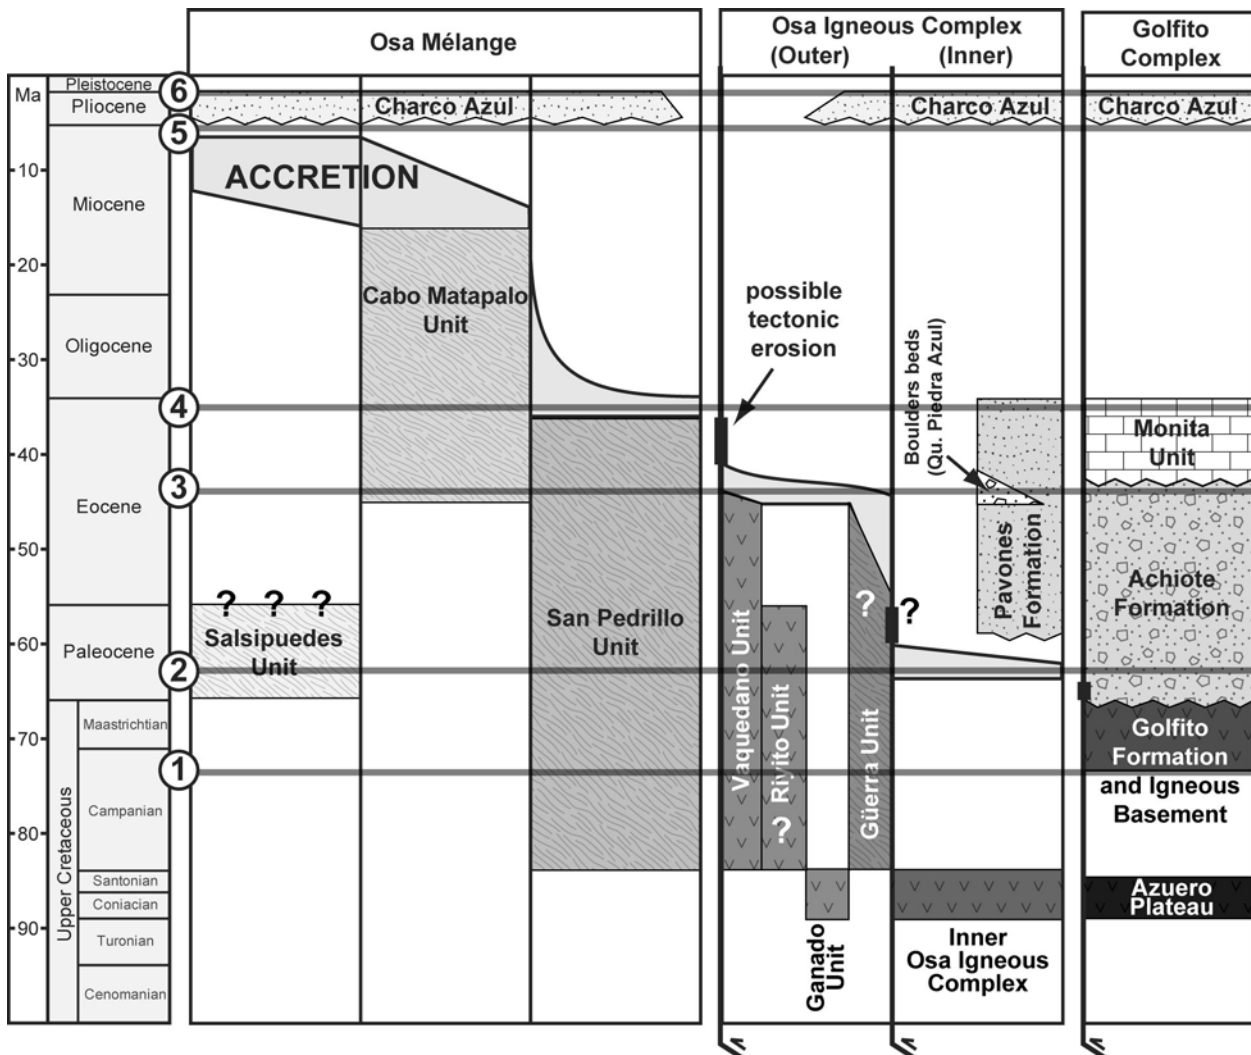 Osa Mélange
Osa Igneous Complex
(Outer)
(Inner)
Golfito
Complex
Ma
Pleistocene
Pliocene
6
Charco Azul
Charco Azul
Charco Azul
5
10
ACCRETION
Miocene
20
Cabo Matapalo
Unit
possible
tectonic
erosion
Oligocene
30
Boulders beds
(Qu. Piedra Azul)
4
40
Monita
Unit
3
Eocene
50
Pavones
Formation
Achiote
Formation
? ? ?
Salsipuedes
Unit
San Pedrillo
Unit
?
?
Paleocene
60
2
Vaquedano Unit
Riyito Unit
?
Güerra Unit
Maastrichtian
70
Golfito
Formation
and Igneous
Basement
1
Upper Cretaceous
Campanian
80
Santonian
Coniacian
90
Turonian
Cenomanian
Ganado
Unit
Inner
Osa Igneous
Complex
Azuero
Plateau